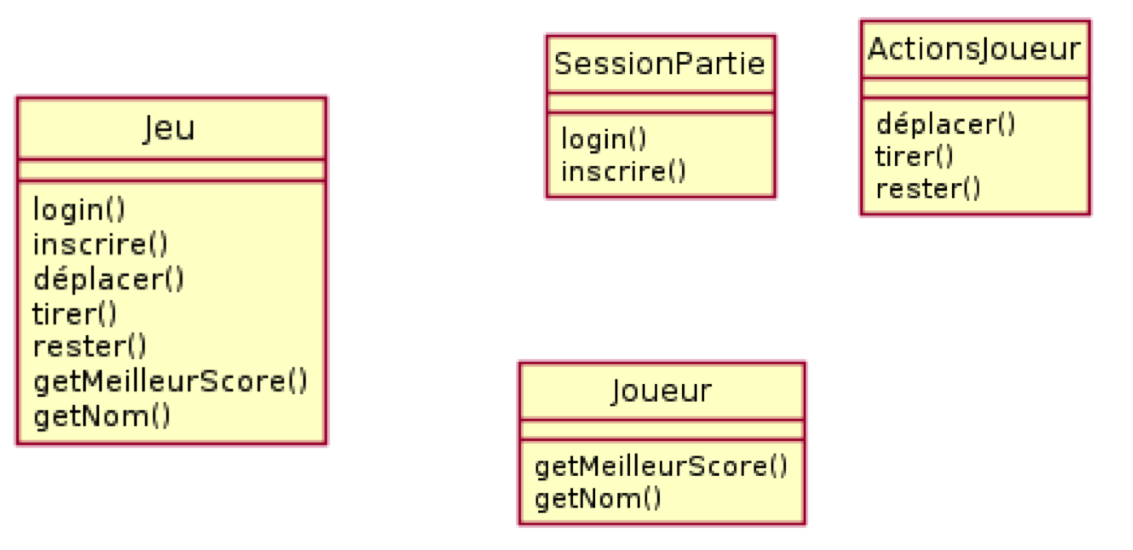 Jeu
login()
inscrire()
déplacer()
tirer()
rester()
getMeilleurScore()
getNom()
SessionPartie
login()
inscrire()
ActionsJoueur
déplacer()
tirer()
rester()
Joueur
getMeilleurScore()
getNom()